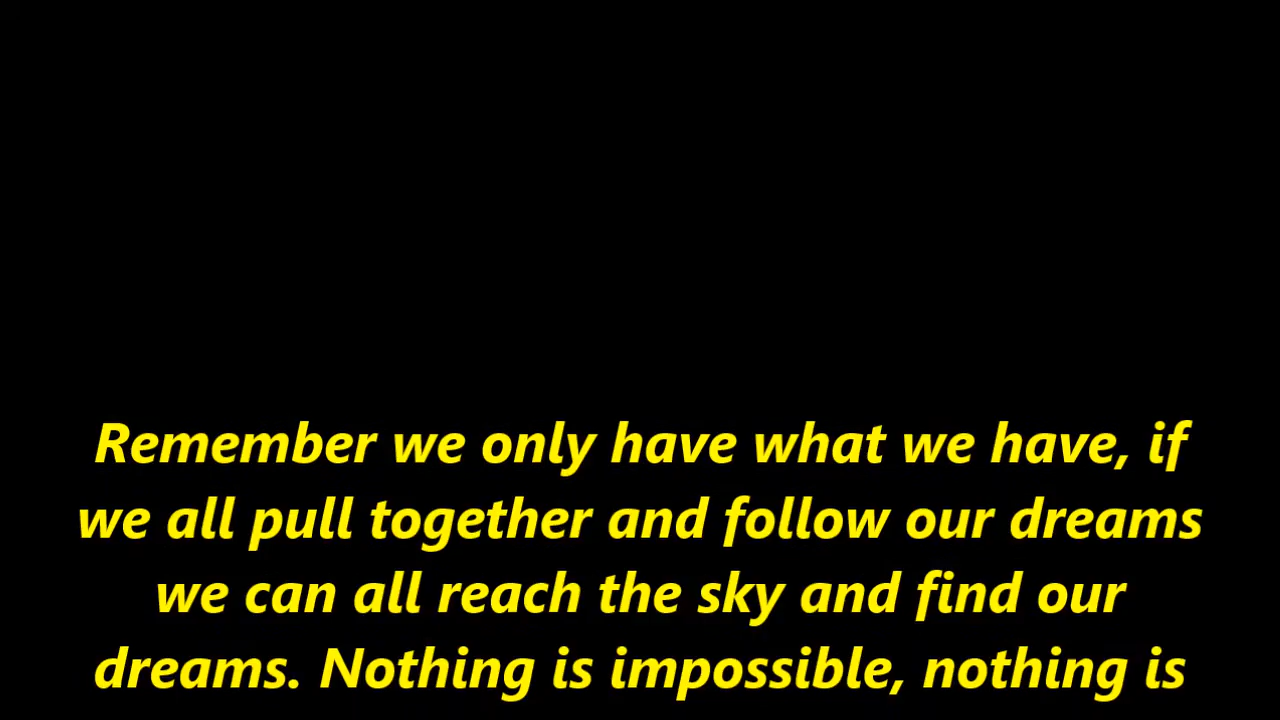 Remember we only have what we have, if
we all pull together and follow our dreams
we can all reach the sky and find our
dreams. Nothing is impossible, nothing is